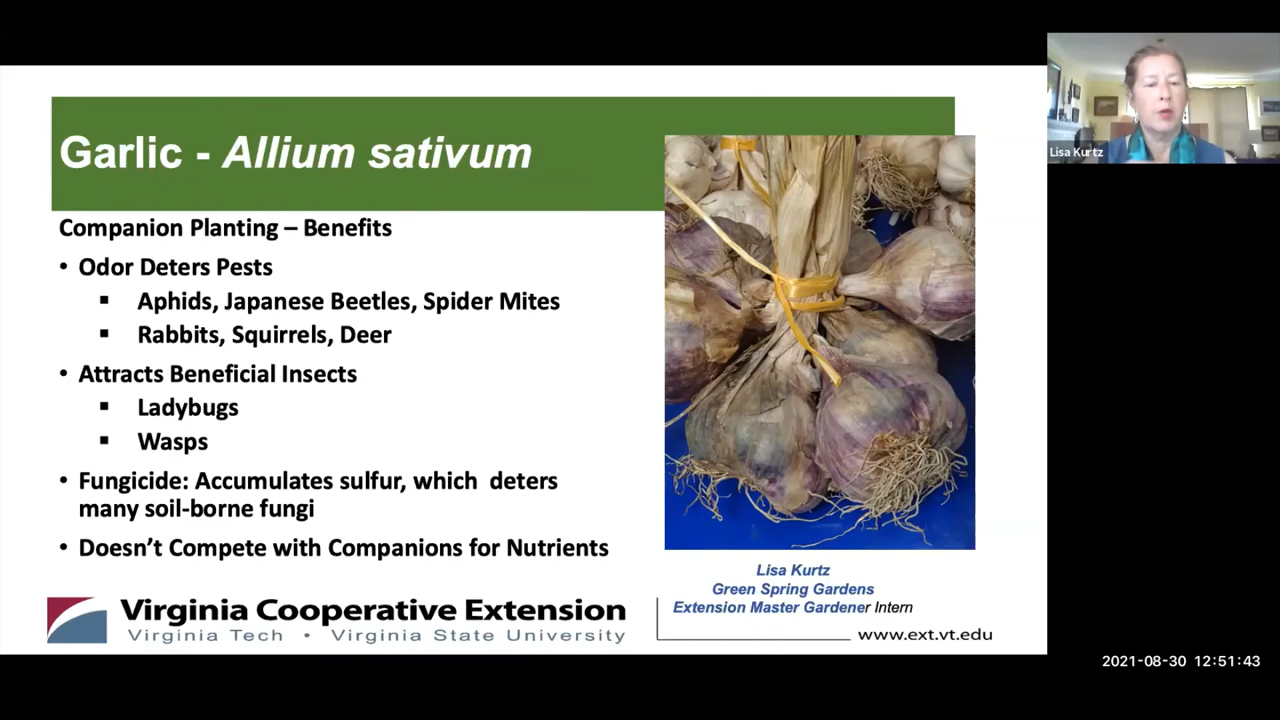 Garlic - Allium sativum
Companion Planting – Benefits
• Odor Deters Pests
▪ Aphids, Japanese Beetles, Spider Mites
▪ Rabbits, Squirrels, Deer
• Attracts Beneficial Insects
▪ Ladybugs
▪ Wasps
• Fungicide: Accumulates sulfur, which deters
many soil-borne fungi
• Doesn’t Compete with Companions for Nutrients
Lisa Kurtz
Green Spring Gardens
Extension Master Gardener Intern
Virginia Cooperative Extension
Virginia Tech • Virginia State University
www.ext.vt.edu
Lisa Kurtz
2021-08-30 12:51:43